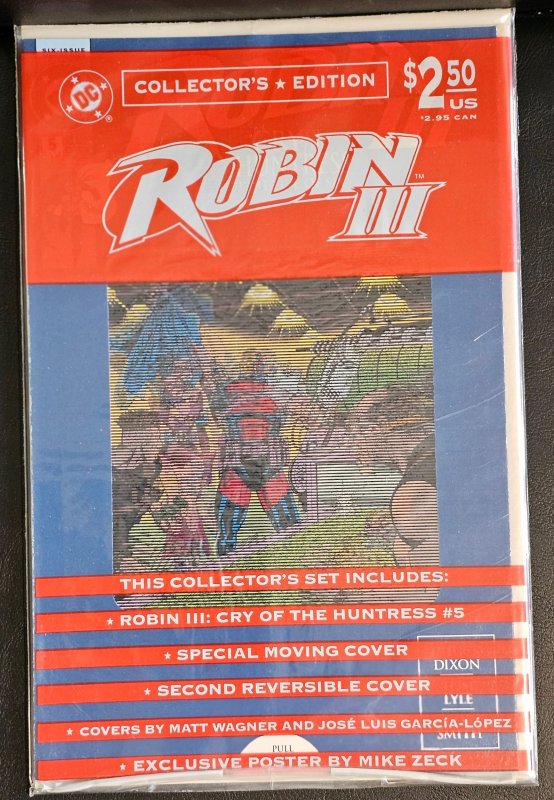 SIX-ISSUE
DC
®
COLLECTOR'S ★ EDITION
$2.50
US
$2.95 CAN
ROBIN
III
™
THIS COLLECTOR'S SET INCLUDES:
★ ROBIN III: CRY OF THE HUNTRESS #5
★ SPECIAL MOVING COVER
DIXON
★ SECOND REVERSIBLE COVER
LYLE
★ COVERS BY MATT WAGNER AND JOSÉ LUIS GARCÍA-LÓPEZ
SMITH
PULL
★ EXCLUSIVE POSTER BY MIKE ZECK